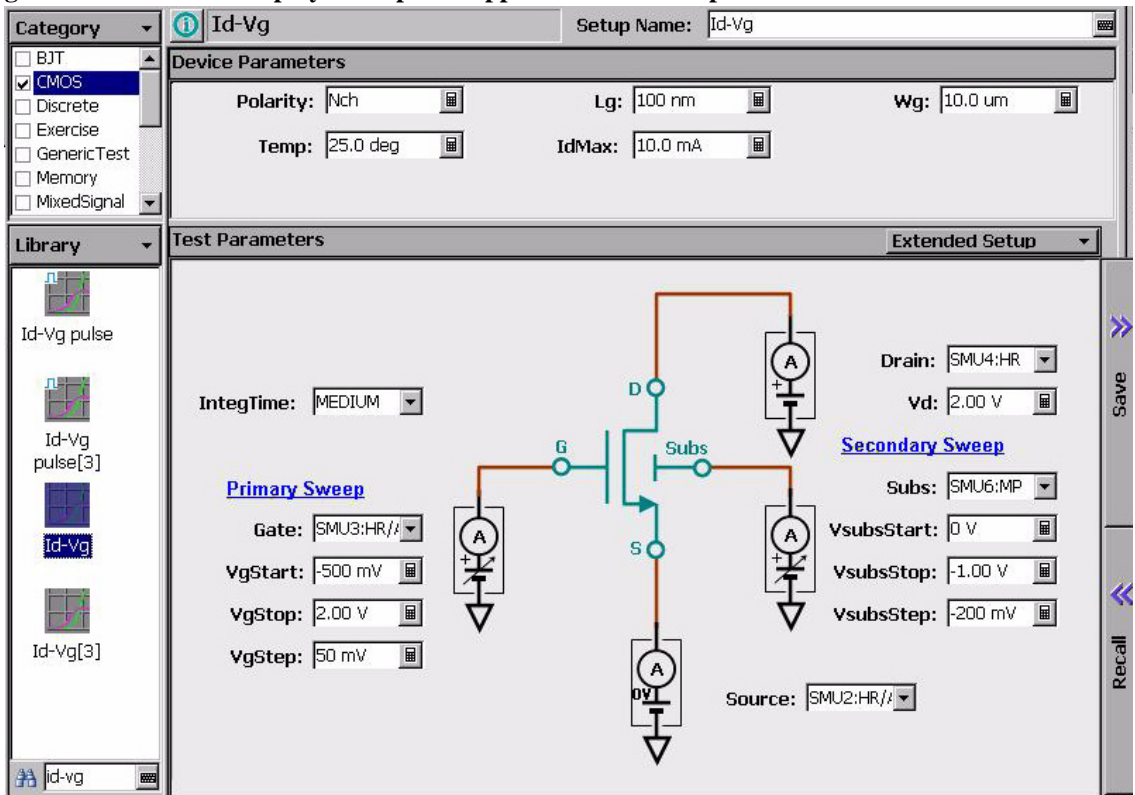 Category
BJT
CMOS
Discrete
Exercise
GenericTest
Memory
MixedSignal
Id-Vg
Setup Name: Id-Vg
Device Parameters
Polarity: Nch
Lg: 100 nm
Wg: 10.0 um
Temp: 25.0 deg
IdMax: 10.0 mA
Library
Id-Vg pulse
Id-Vg
pulse[3]
Id-Vg
Id-Vg[3]
id-vg
Test Parameters
Extended Setup
IntegTime: MEDIUM
Primary Sweep
Gate: SMU3:HR/
VgStart: -500 mV
VgStop: 2.00 V
VgStep: 50 mV
D
G
Subs
S
A
A
A
A
0V
Drain: SMU4:HR
Vd: 2.00 V
Secondary Sweep
Subs: SMU6:MP
VsubsStart: 0 V
VsubsStop: -1.00 V
VsubsStep: -200 mV
Source: SMU2:HR/
Save
Recall